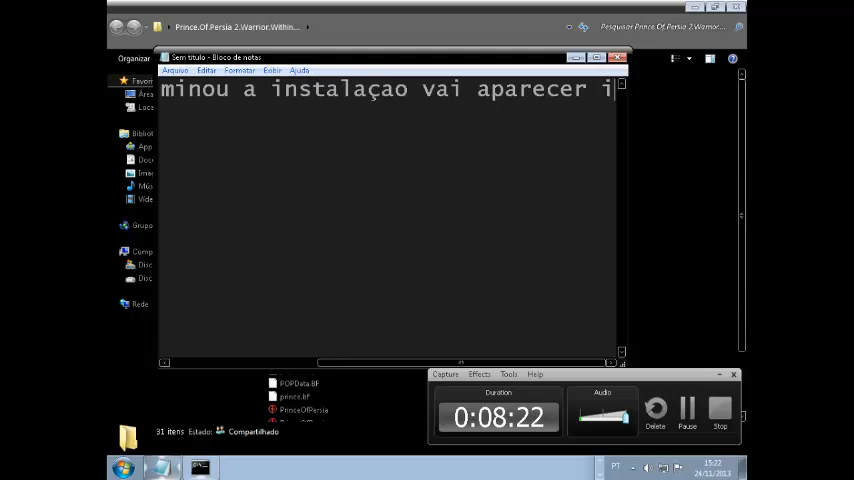 Prince.Of.Persia 2.Warrior.Within...
Pesquisar Prince.Of.Persia 2.Warrior...
Organizar
Sem título - Bloco de notas
Arquivo Editar Formatar Exibir Ajuda
minou a instalaçao vai aparecer i
Favori
Área
Loca
Bibliot
App
Docu
Imag
Músi
Víde
Grupo
Comp
Disc
Disc
Rede
POPData.BF
prince.bf
PrinceOfPersia
31 itens Estado: Compartilhado
Capture Effects Tools Help
Duration
0:08:22
Audio
Delete
Pause
Stop
PT
15:22
24/11/2013